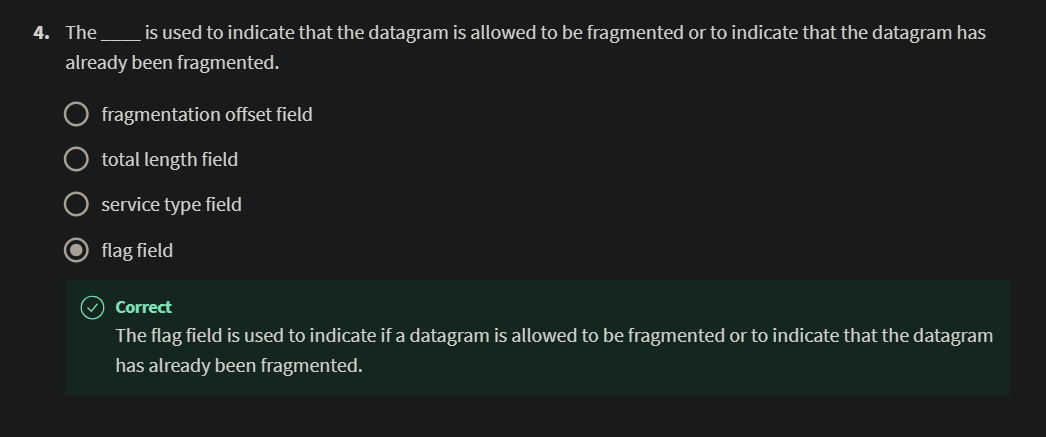 4. The ____ is used to indicate that the datagram is allowed to be fragmented or to indicate that the datagram has
already been fragmented.
fragmentation offset field
total length field
service type field
flag field
Correct
The flag field is used to indicate if a datagram is allowed to be fragmented or to indicate that the datagram
has already been fragmented.